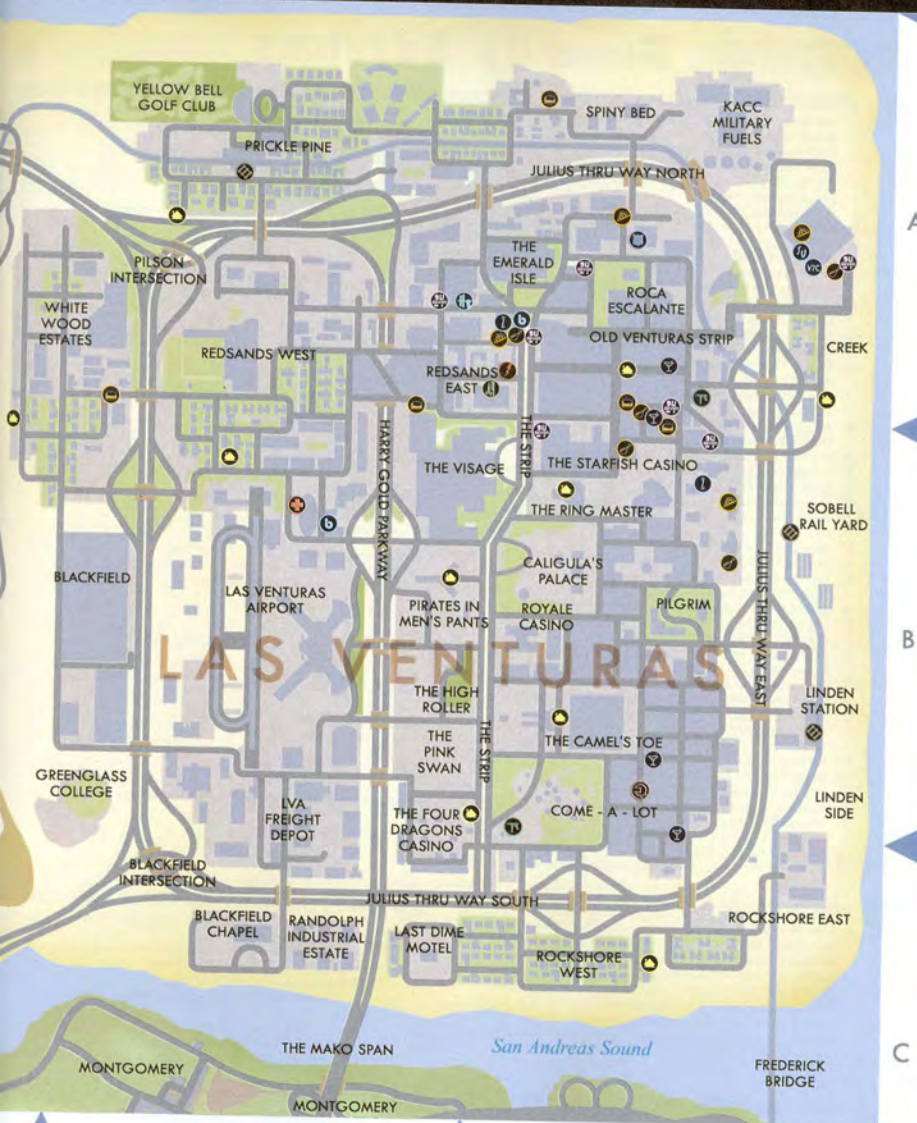 YELLOW BELL
GOLF CLUB
SPINY BED
KACC
MILITARY
FUELS
PRICKLE PINE
JULIUS THRU WAY NORTH
A
PILSON
INTERSECTION
THE
EMERALD
ISLE
WHITE
WOOD
ESTATES
ROCA
ESCALANTE
OLD VENTURAS STRIP
CREEK
REDSANDS WEST
REDSANDS
EAST
HARRY GOLD PARKWAY
THE STRIP
THE VISAGE
THE STARFISH CASINO
THE RING MASTER
SOBELL
RAIL YARD
BLACKFIELD
LAS VENTURAS
AIRPORT
CALIGULA'S
PALACE
JULIUS THRU WAY EAST
PIRATES IN
MEN'S PANTS
ROYALE
CASINO
PILGRIM
B
LAS VENTURAS
THE HIGH
ROLLER
LINDEN
STATION
THE STRIP
THE
PINK
SWAN
THE CAMEL'S TOE
GREENGLASS
COLLEGE
LVA
FREIGHT
DEPOT
THE FOUR
DRAGONS
CASINO
COME - A - LOT
LINDEN
SIDE
BLACKFIELD
INTERSECTION
JULIUS THRU WAY SOUTH
BLACKFIELD
CHAPEL
RANDOLPH
INDUSTRIAL
ESTATE
LAST DIME
MOTEL
ROCKSHORE
WEST
ROCKSHORE EAST
THE MAKO SPAN
San Andreas Sound
C
MONTGOMERY
FREDERICK
BRIDGE
MONTGOMERY